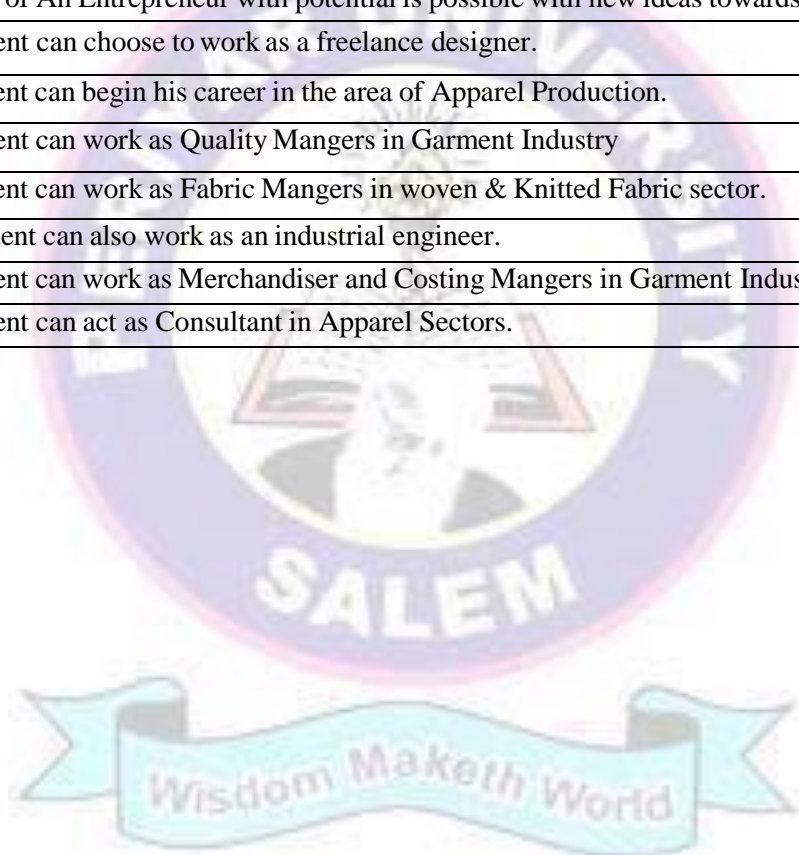 or An Entrepreneur with potential is possible with new ideas towards
ent can choose to work as a freelance designer.
ent can begin his career in the area of Apparel Production.
ent can work as Quality Mangers in Garment Industry
ent can work as Fabric Mangers in woven & Knitted Fabric sector.
lent can also work as an industrial engineer.
ent can work as Merchandiser and Costing Mangers in Garment Indus
ent can act as Consultant in Apparel Sectors.
PERIYAR UNIVERSITY
SALEM
Wisdom Maketh World